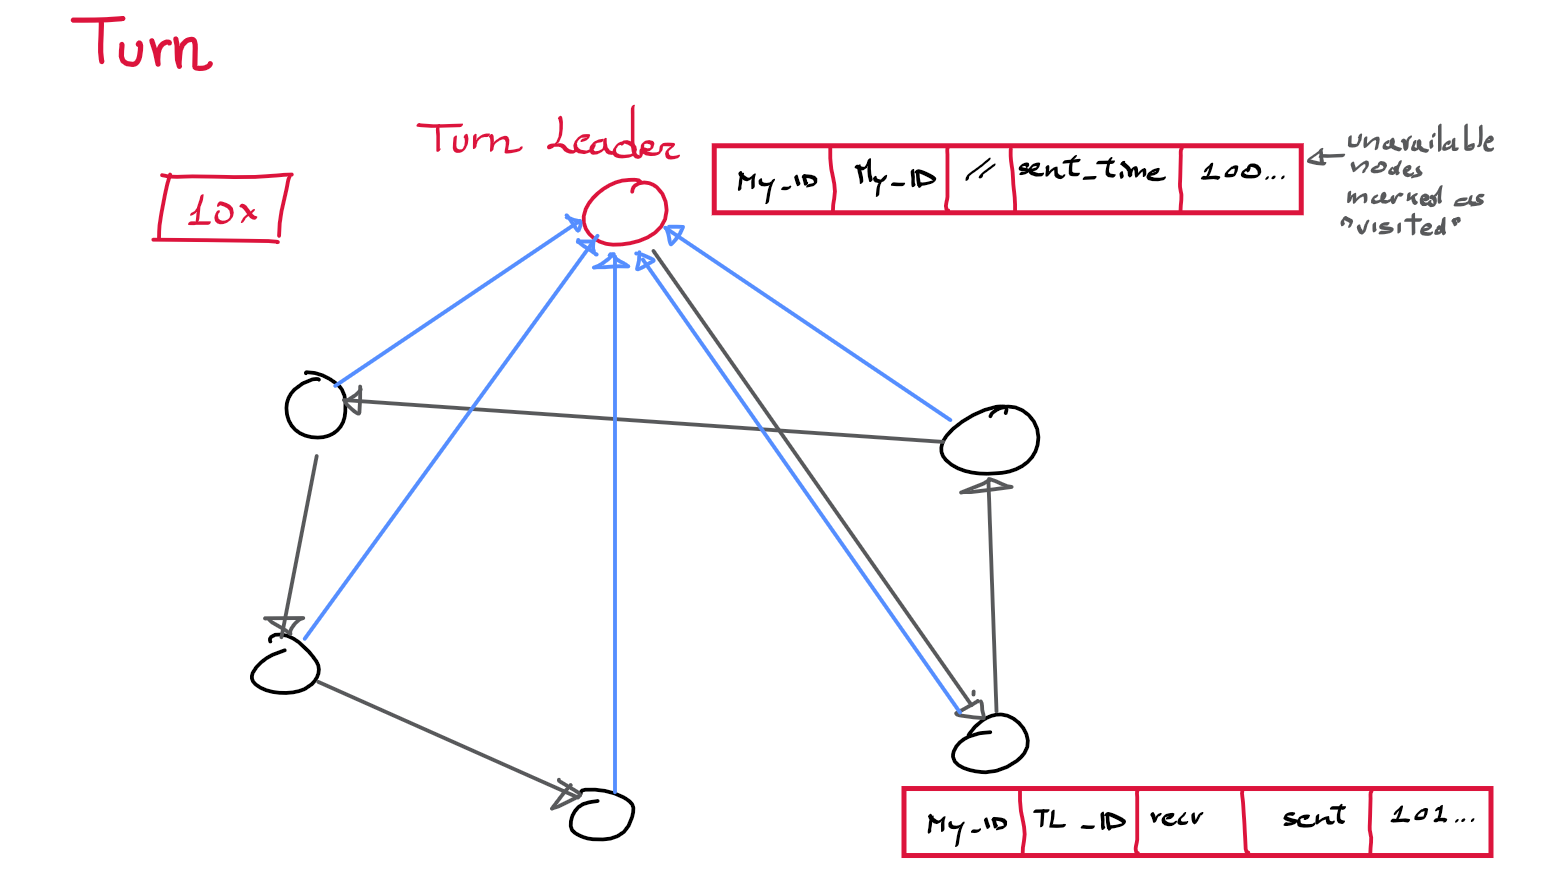 Turn
Turn Leader
10x
My_ID My_ID // sent_time 100...
unavailable
nodes
marked as
"visited"
My_ID TL_ID recv sent 101...